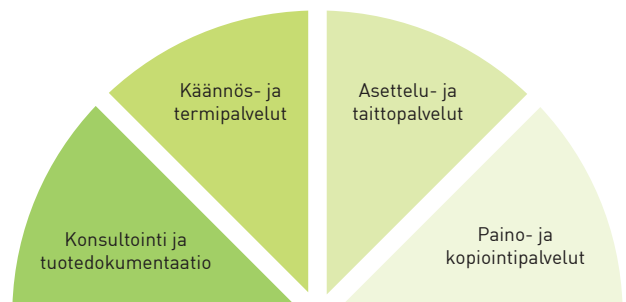 Käännös- ja
termipalvelut
Asettelu- ja
taittopalvelut
Konsultointi ja
tuotedokumentaatio
Paino- ja
kopiointipalvelut